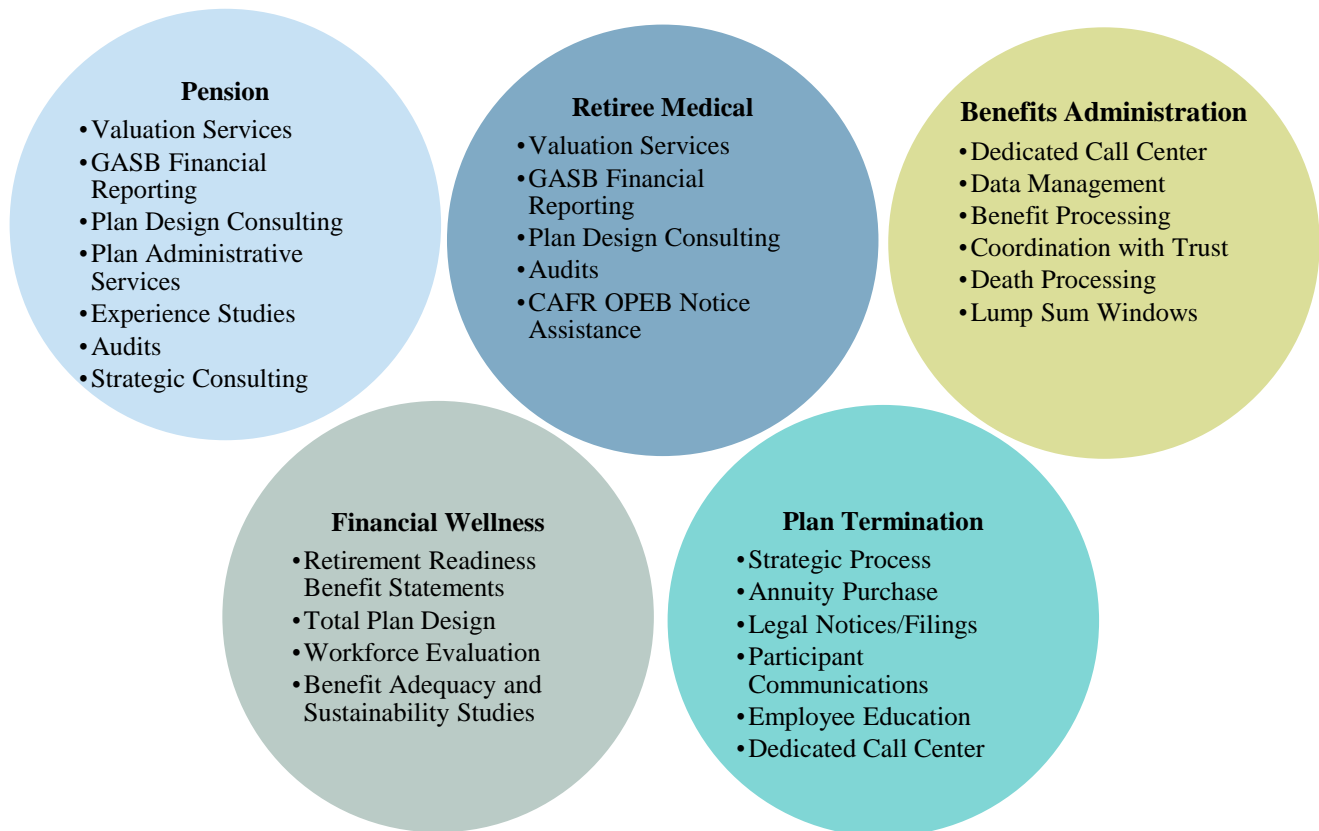 Pension
•Valuation Services
•GASB Financial
Reporting
•Plan Design Consulting
•Plan Administrative
Services
•Experience Studies
•Audits
•Strategic Consulting
Retiree Medical
•Valuation Services
•GASB Financial
Reporting
•Plan Design Consulting
•Audits
•CAFR OPEB Notice
Assistance
Benefits Administration
•Dedicated Call Center
•Data Management
•Benefit Processing
•Coordination with Trust
•Death Processing
•Lump Sum Windows
Financial Wellness
•Retirement Readiness
Benefit Statements
•Total Plan Design
•Workforce Evaluation
•Benefit Adequacy and
Sustainability Studies
Plan Termination
•Strategic Process
•Annuity Purchase
•Legal Notices/Filings
•Participant
Communications
•Employee Education
•Dedicated Call Center